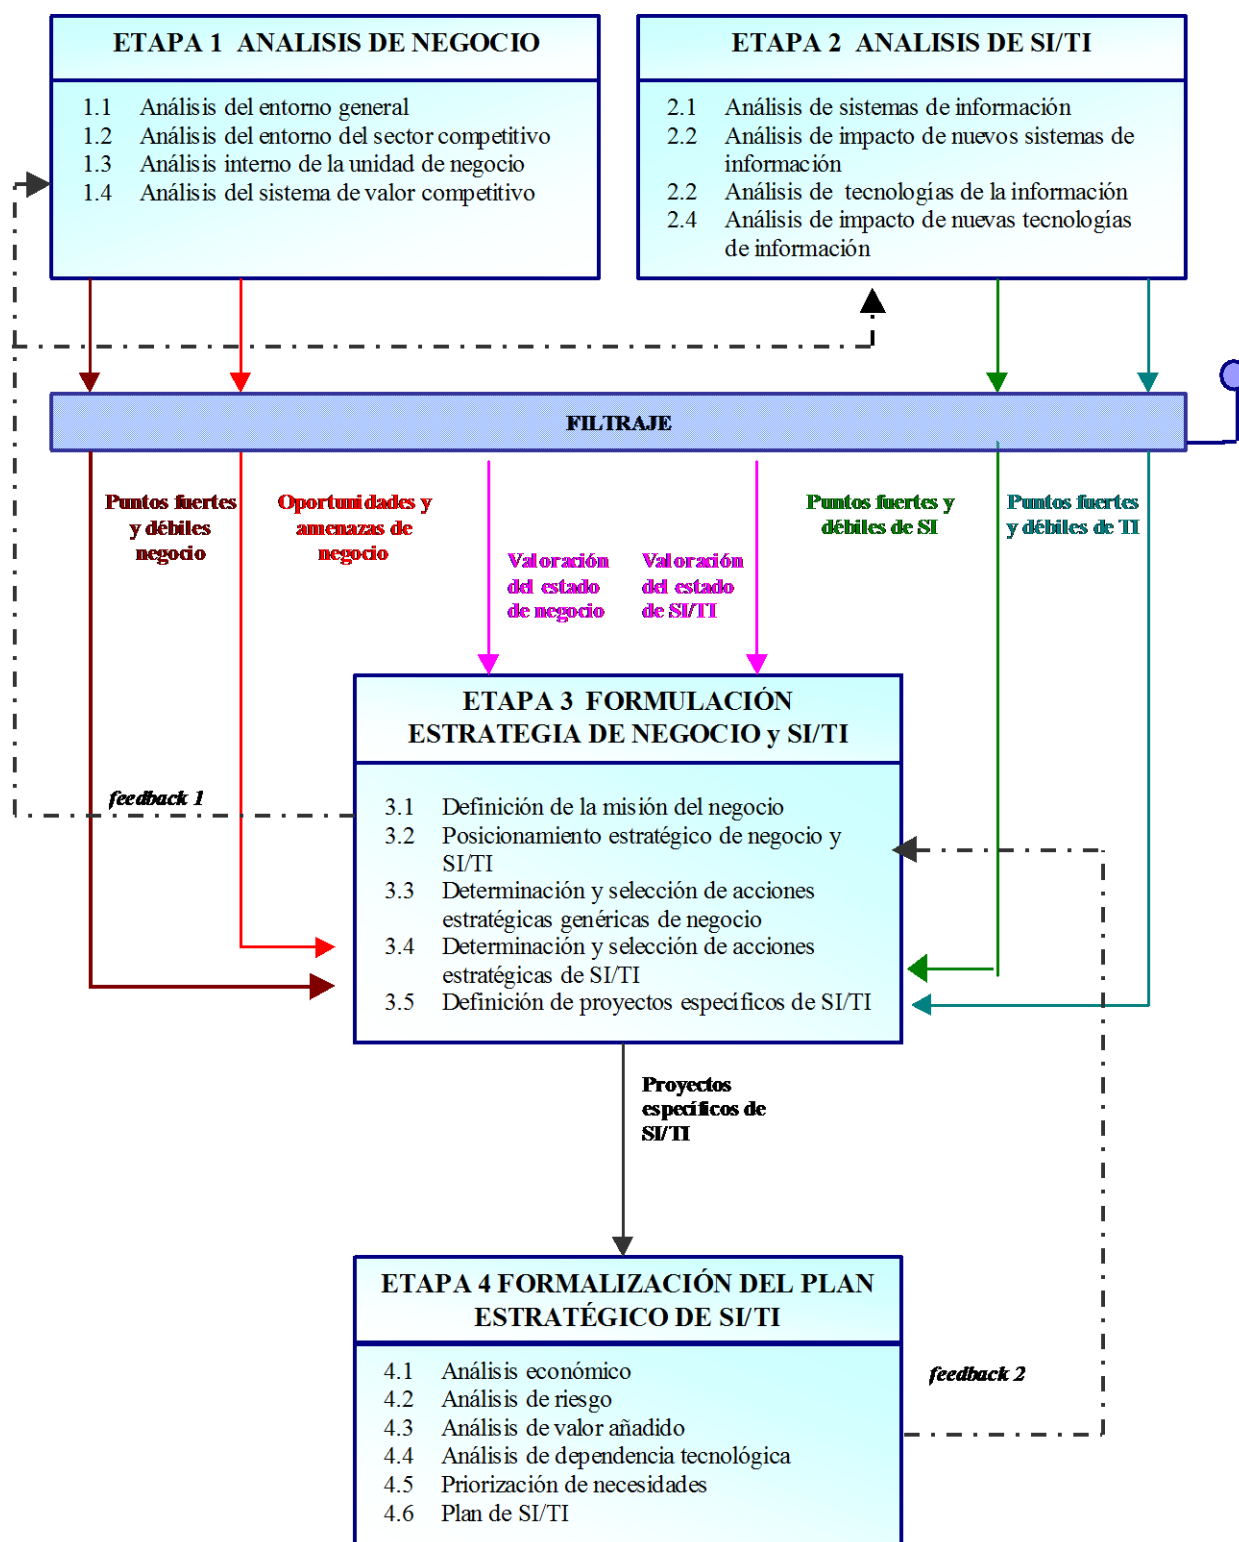 ETAPA 1  ANALISIS DE NEGOCIO
1.1 Análisis del entorno general
1.2 Análisis del entorno del sector competitivo
1.3 Análisis interno de la unidad de negocio
1.4 Análisis del sistema de valor competitivo
ETAPA 2  ANALISIS DE SI/TI
2.1 Análisis de sistemas de información
2.2 Análisis de impacto de nuevos sistemas de
información
2.2 Análisis de  tecnologías de la información
2.4 Análisis de impacto de nuevas tecnologías
de información
FILTRAJE
Puntos fuertes
y débiles
negocio
Oportunidades y
amenazas de
negocio
Valoración
del estado
de negocio
Valoración
del estado
de SI/TI
Puntos fuertes y
débiles de SI
Puntos fuertes
y débiles de TI
ETAPA 3  FORMULACIÓN
ESTRATEGIA DE NEGOCIO y SI/TI
feedback 1
3.1 Definición de la misión del negocio
3.2 Posicionamiento estratégico de negocio y
SI/TI
3.3 Determinación y selección de acciones
estratégicas genéricas de negocio
3.4 Determinación y selección de acciones
estratégicas de SI/TI
3.5 Definición de proyectos específicos de SI/TI
Proyectos
específicos de
SI/TI
ETAPA 4 FORMALIZACIÓN DEL PLAN
ESTRATÉGICO DE SI/TI
4.1 Análisis económico
4.2 Análisis de riesgo
4.3 Análisis de valor añadido
4.4 Análisis de dependencia tecnológica
4.5 Priorización de necesidades
4.6 Plan de SI/TI
feedback 2